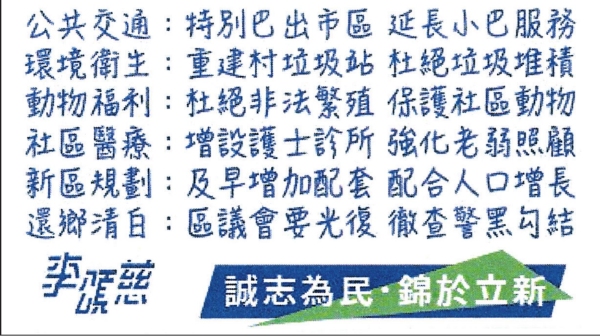 公共交通：特別巴出市區 延長小巴服務
環境衛生：重建村垃圾站 杜絕垃圾堆積
動物福利：杜絕非法繁殖 保護社區動物
社區醫療：增設護士診所 強化老弱照顧
新區規劃：及早增加配套 配合人口增長
還鄉清白：區議會要光復 徹查警黑勾結
李頌慈
誠志為民·錦於立新